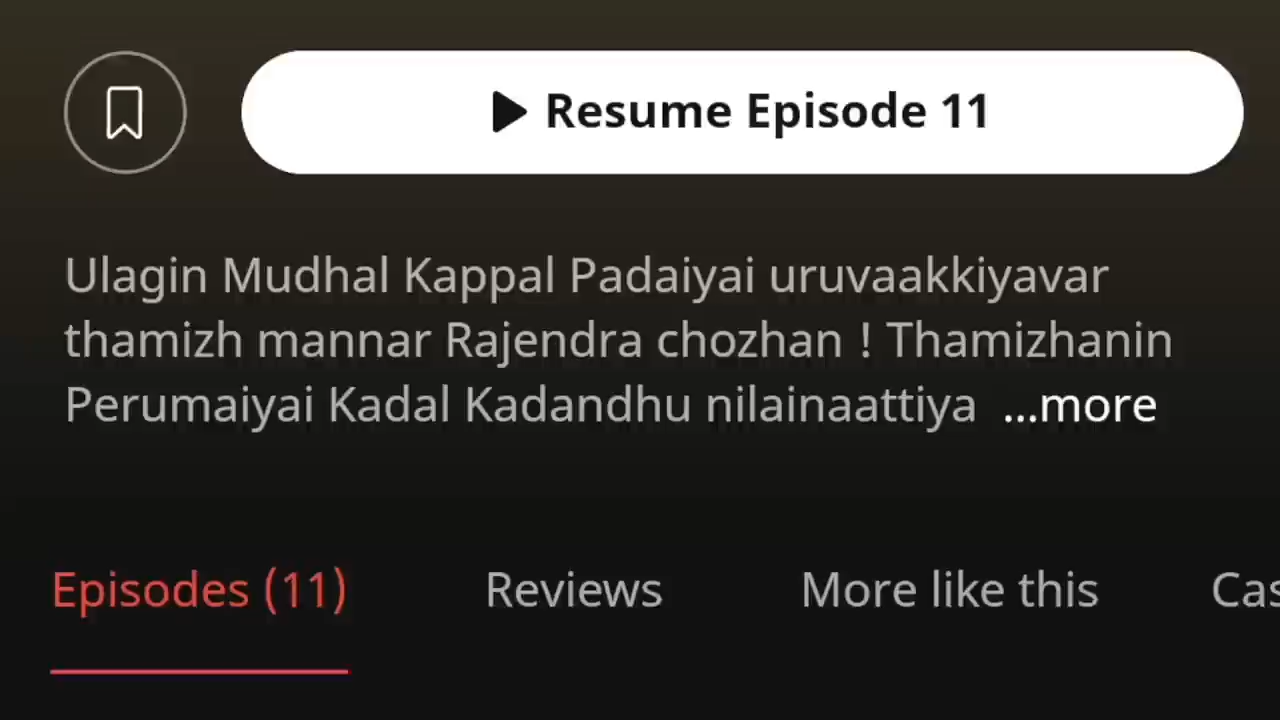 Resume Episode 11
Ulagin Mudhal Kappal Padaiyai uruvaakkiyavar
thamizh mannar Rajendra chozhan ! Thamizhanin
Perumaiyai Kadal Kadandhu nilainaattiya ...more
Episodes (11) Reviews More like this Cas